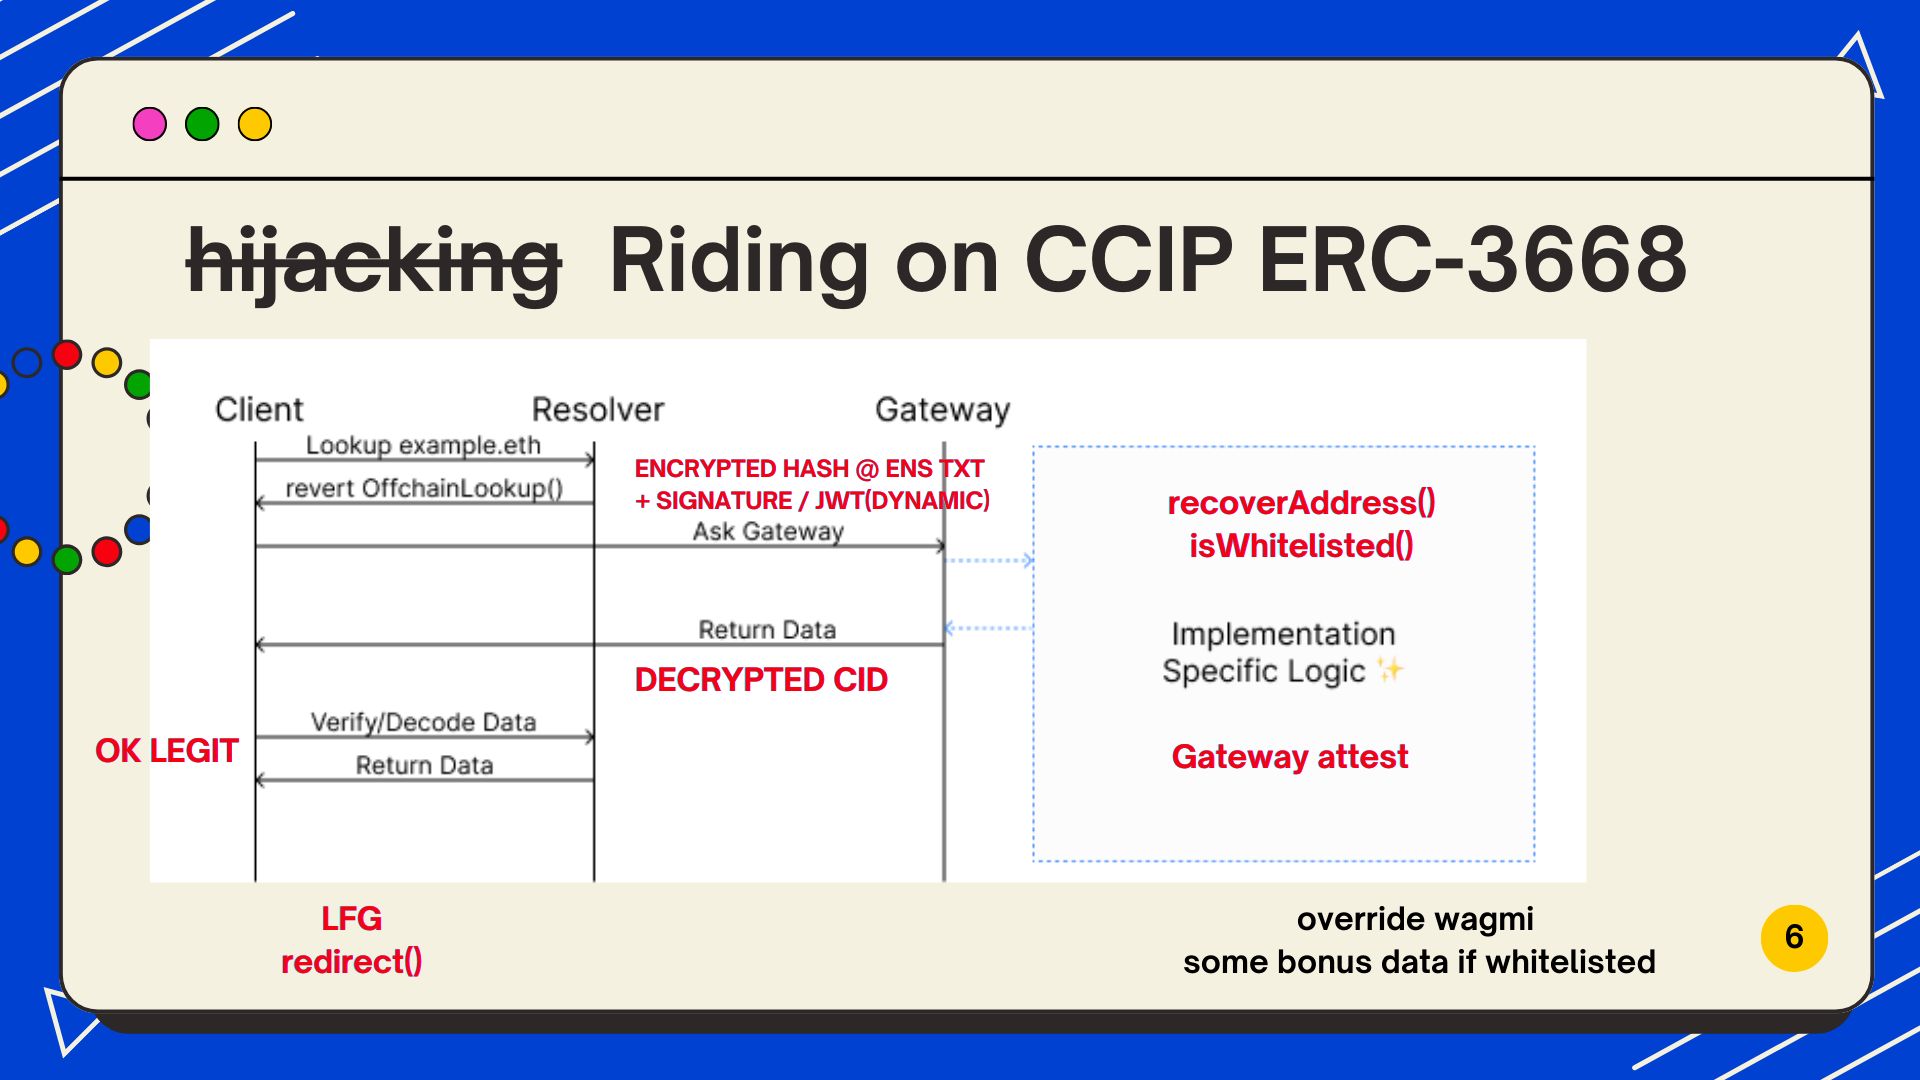 hijacking Riding on CCIP ERC-3668
Client
Resolver
Gateway
Lookup example.eth
revert OffchainLookup()
ENCRYPTED HASH @ ENS TXT
+ SIGNATURE / JWT(DYNAMIC)
Ask Gateway
recoverAddress()
isWhitelisted()
Return Data
DECRYPTED CID
Implementation
Specific Logic ✨
Verify/Decode Data
OK LEGIT
Return Data
Gateway attest
LFG
redirect()
override wagmi
some bonus data if whitelisted
6